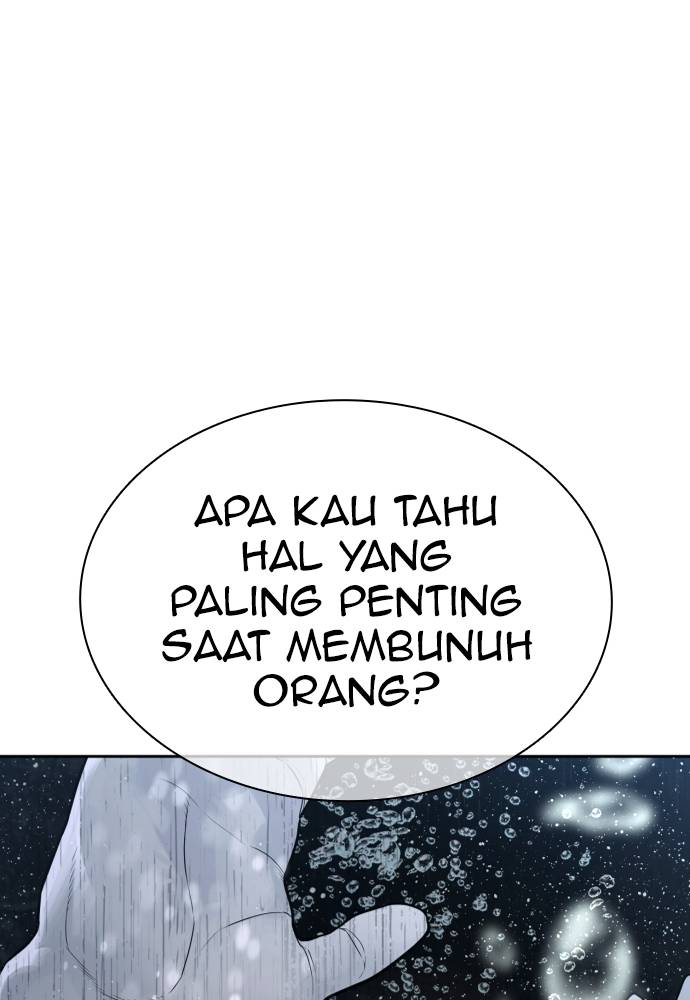 APA KAU TAHU
HAL YANG
PALING PENTING
SAAT MEMBUNUH
ORANG?